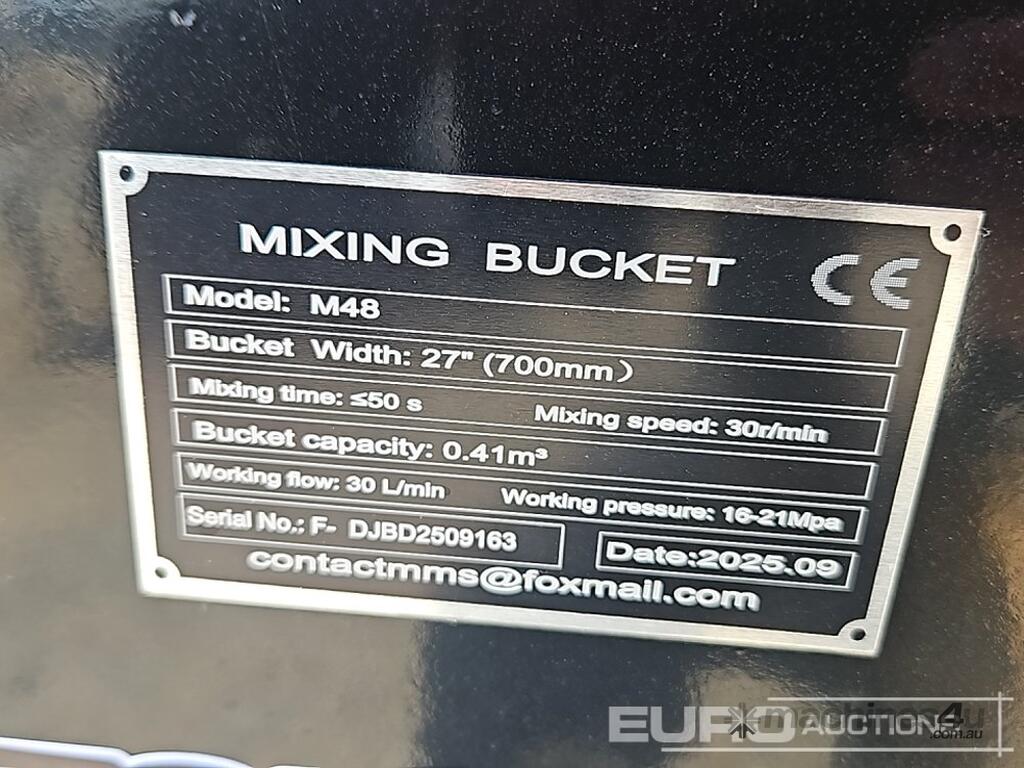 MIXING BUCKET CE
Model: M48
Bucket Width: 27" (700mm)
Mixing time: ≤50 s Mixing speed: 30r/min
Bucket capacity: 0.41m³
Working flow: 30 L/min Working pressure: 16-21Mpa
Serial No.: F- DJBD2509163 Date:2025.09
contactmms@foxmail.com
machines4u
.com.au
EURO AUCTIONS